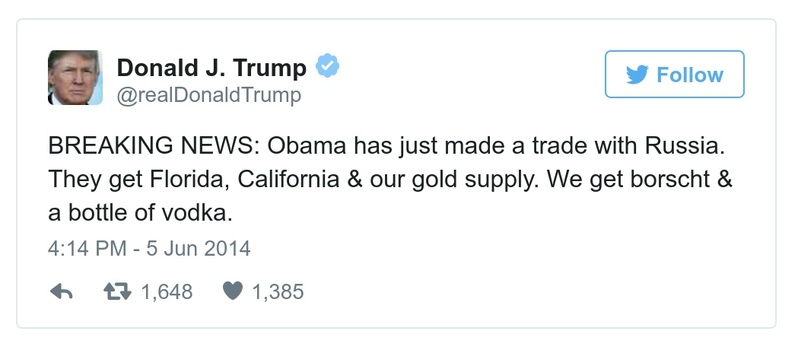 Donald J. Trump
@realDonaldTrump
Follow
BREAKING NEWS: Obama has just made a trade with Russia.
They get Florida, California & our gold supply. We get borscht &
a bottle of vodka.
4:14 PM - 5 Jun 2014
1,648 1,385